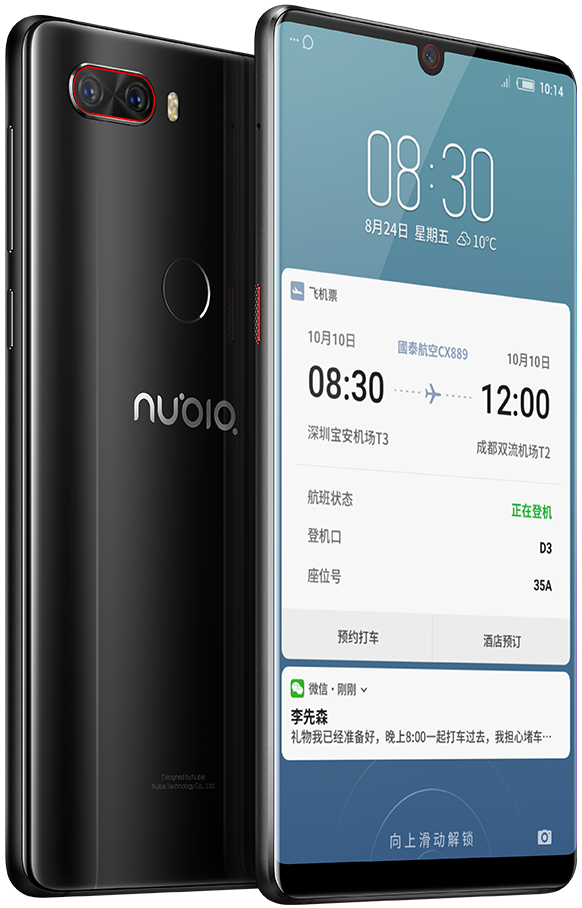 10:14
08:30
8月24日 星期五 10°C
飞机票
10月10日 國泰航空CX889 10月10日
08:30 12:00
深圳宝安机场T3 成都双流机场T2
航班状态 正在登机
登机口 D3
座位号 35A
预约打车 酒店预订
微信·刚刚
李先森
礼物我已经准备好，晚上8:00一起打车过去，我担心堵车…
向上滑动解锁
nubia
Designed by Nubia
Nubia Technology Co., Ltd.